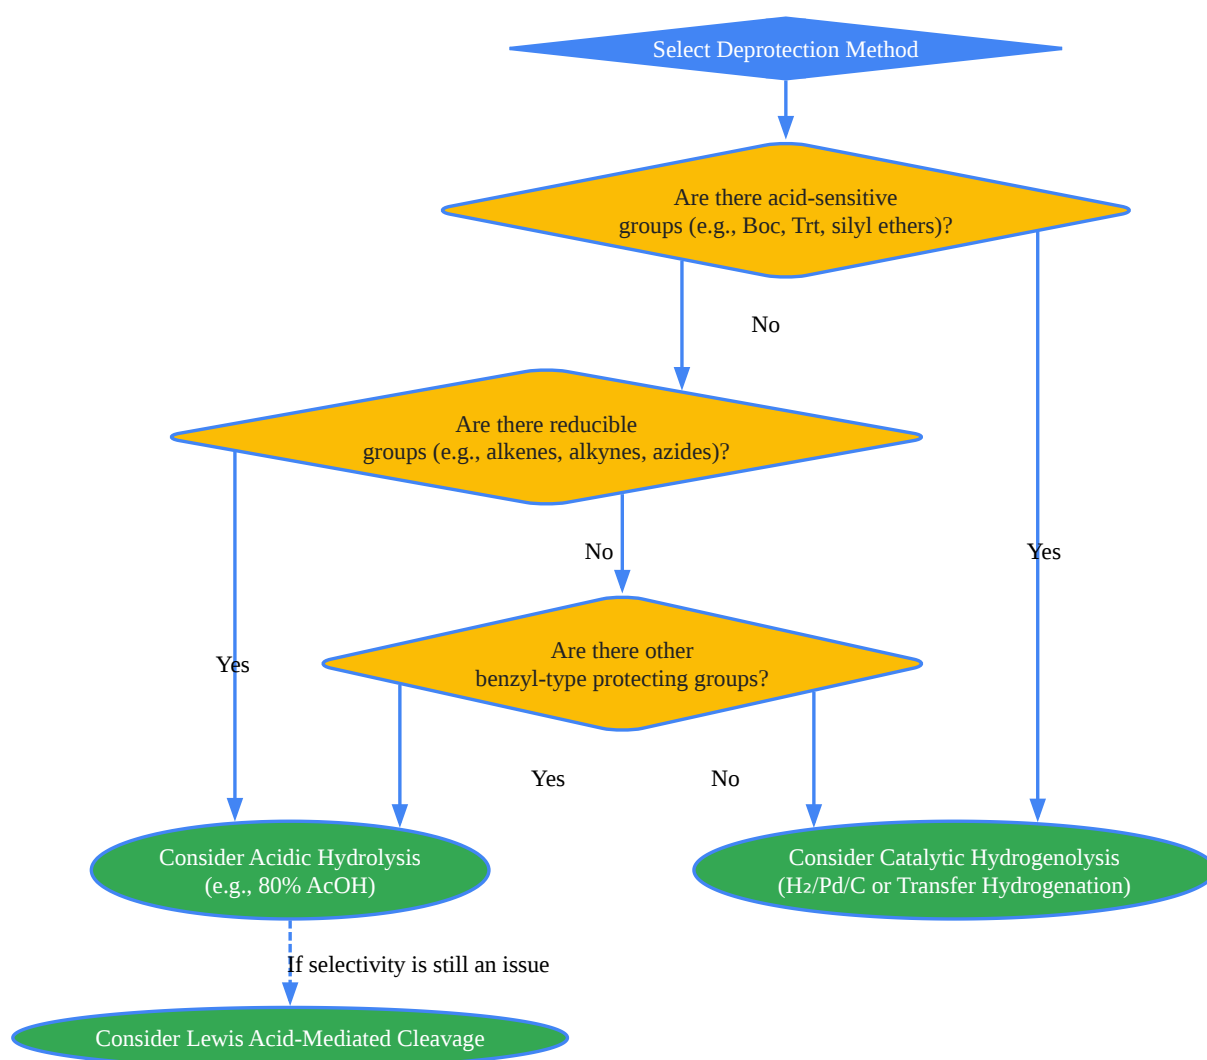 Select Deprotection Method
Are there acid-sensitive
groups (e.g., Boc, Trt, silyl ethers)?
No
Are there reducible
groups (e.g., alkenes, alkynes, azides)?
No
Yes
Yes
Are there other
benzyl-type protecting groups?
Yes
No
Consider Acidic Hydrolysis
(e.g., 80% AcOH)
Consider Catalytic Hydrogenolysis
(H₂/Pd/C or Transfer Hydrogenation)
If selectivity is still an issue
Consider Lewis Acid-Mediated Cleavage